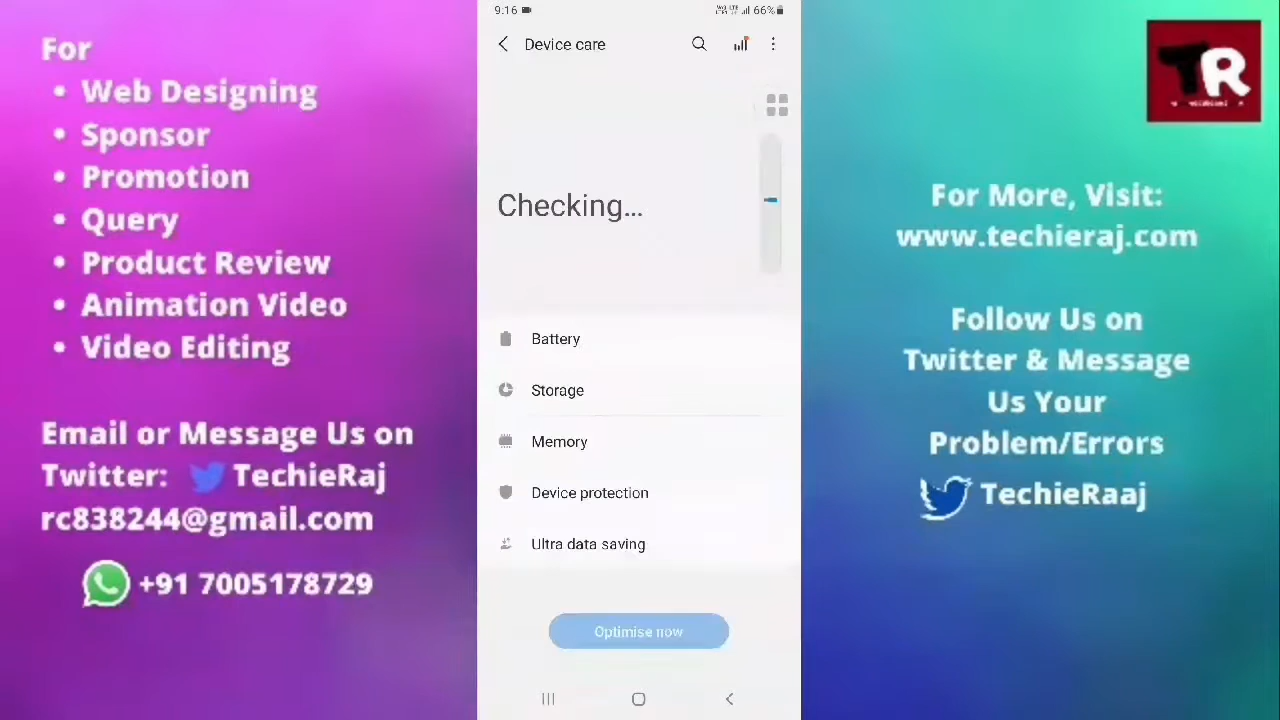 For
• Web Designing
• Sponsor
• Promotion
• Query
• Product Review
• Animation Video
• Video Editing
Email or Message Us on
Twitter: TechieRaj
rc838244@gmail.com
+91 7005178729
9:16
66%
Device care
Checking...
Battery
Storage
Memory
Device protection
Ultra data saving
Optimise now
TR
For More, Visit:
www.techieraj.com
Follow Us on
Twitter & Message
Us Your
Problem/Errors
TechieRaaj